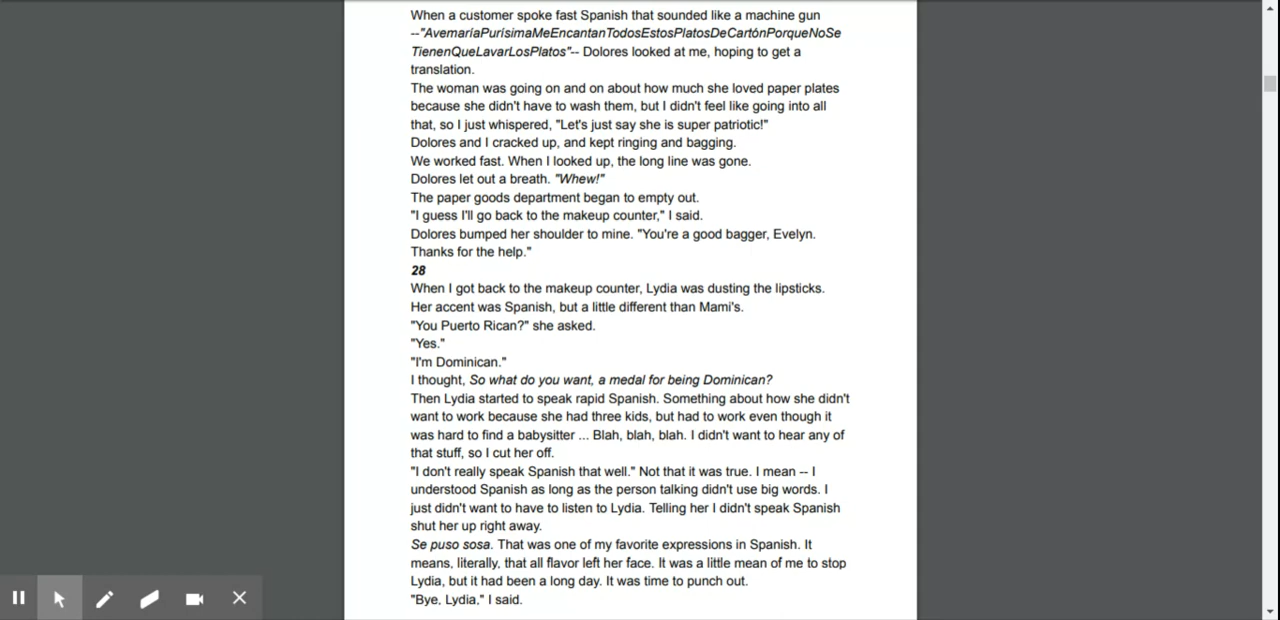 When a customer spoke fast Spanish that sounded like a machine gun
--"AvemaríaPurísimaMeEncantanTodosEstosPlatosDeCartónPorqueNoSe
TienenQueLavarLosPlatos"-- Dolores looked at me, hoping to get a
translation.
The woman was going on and on about how much she loved paper plates
because she didn't have to wash them, but I didn't feel like going into all
that, so I just whispered, "Let's just say she is super patriotic!"
Dolores and I cracked up, and kept ringing and bagging.
We worked fast. When I looked up, the long line was gone.
Dolores let out a breath. "Whew!"
The paper goods department began to empty out.
"I guess I'll go back to the makeup counter," I said.
Dolores bumped her shoulder to mine. "You're a good bagger, Evelyn.
Thanks for the help."
28
When I got back to the makeup counter, Lydia was dusting the lipsticks.
Her accent was Spanish, but a little different than Mami's.
"You Puerto Rican?" she asked.
"Yes."
"I'm Dominican."
I thought, So what do you want, a medal for being Dominican?
Then Lydia started to speak rapid Spanish. Something about how she didn't
want to work because she had three kids, but had to work even though it
was hard to find a babysitter ... Blah, blah, blah. I didn't want to hear any of
that stuff, so I cut her off.
"I don't really speak Spanish that well." Not that it was true. I mean -- I
understood Spanish as long as the person talking didn't use big words. I
just didn't want to have to listen to Lydia. Telling her I didn't speak Spanish
shut her up right away.
Se puso sosa. That was one of my favorite expressions in Spanish. It
means, literally, that all flavor left her face. It was a little mean of me to stop
Lydia, but it had been a long day. It was time to punch out.
"Bye, Lydia," I said.